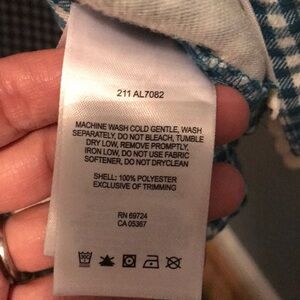 211 AL7082
MACHINE WASH COLD GENTLE, WASH
SEPARATELY, DO NOT BLEACH, TUMBLE
DRY LOW, REMOVE PROMPTLY,
IRON LOW, DO NOT USE FABRIC
SOFTENER, DO NOT DRYCLEAN
SHELL: 100% POLYESTER
EXCLUSIVE OF TRIMMING
RN 69724
CA 05367